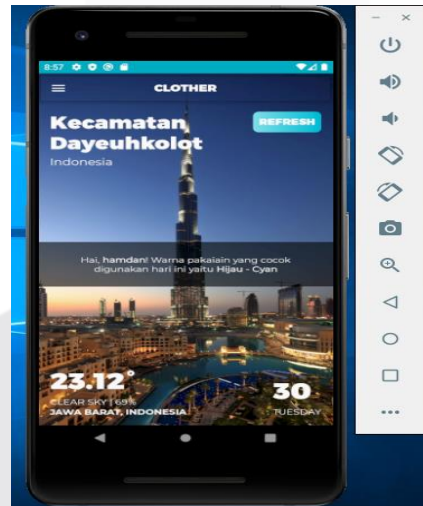 8:57
CLOTHER
Kecamatan
Dayeuhkolot
REFRESH
Indonesia
Hai, hamdan! Warna pakaiain yang cocok
digunakan hari ini yaitu Hijau - Cyan
23.12°
CLEAR SKY | 69%
JAWA BARAT, INDONESIA
30
TUESDAY